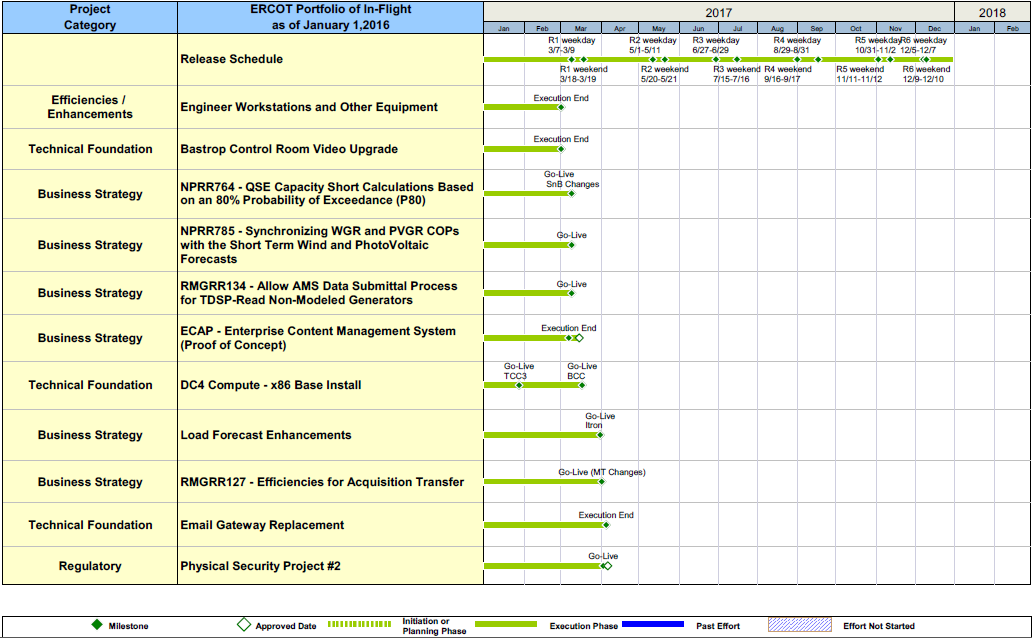 Project
Category
ERCOT Portfolio of In-Flight
as of January 1,2016
2017
2018
Jan Feb Mar Apr May Jun Jul Aug Sep Oct Nov Dec Jan Feb
Release Schedule
R1 weekday R2 weekday R3 weekday R4 weekday R5 weekday R6 weekday
3/7-3/9 5/1-5/11 6/27-6/29 8/29-8/31 10/31-11/2 12/5-12/7
R1 weekend R2 weekend R3 weekend R4 weekend R5 weekend R6 weekend
3/18-3/19 5/20-5/21 7/15-7/16 9/16-9/17 11/11-11/12 12/9-12/10
Efficiencies /
Enhancements
Engineer Workstations and Other Equipment
Execution End
Technical Foundation
Bastrop Control Room Video Upgrade
Execution End
Business Strategy
NPRR764 - QSE Capacity Short Calculations Based
on an 80% Probability of Exceedance (P80)
Go-Live
SnB Changes
Business Strategy
NPRR785 - Synchronizing WGR and PVGR COPs
with the Short Term Wind and PhotoVoltaic
Forecasts
Go-Live
Business Strategy
RMGRR134 - Allow AMS Data Submittal Process
for TDSP-Read Non-Modeled Generators
Go-Live
Business Strategy
ECAP - Enterprise Content Management System
(Proof of Concept)
Execution End
Technical Foundation
DC4 Compute - x86 Base Install
Go-Live Go-Live
TCC3 BCC
Business Strategy
Load Forecast Enhancements
Go-Live
Itron
Business Strategy
RMGRR127 - Efficiencies for Acquisition Transfer
Go-Live (MT Changes)
Technical Foundation
Email Gateway Replacement
Execution End
Regulatory
Physical Security Project #2
Go-Live
Milestone
Approved Date
Initiation or
Planning Phase
Execution Phase
Past Effort
Effort Not Started